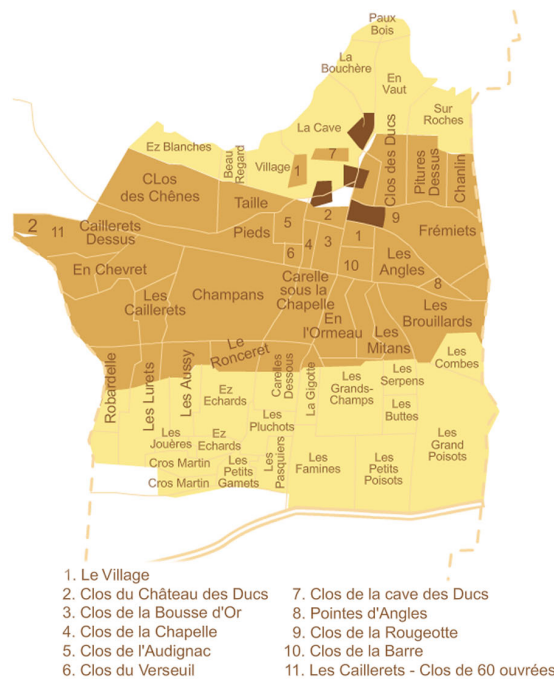 Paux
Bois
La
Bouchère
En
Vaut
Sur
Roches
La Cave
Clos des Ducs
Ez Blanches
Beau
Regard
Village
1
7
Pitures
Dessus
Chanlin
CLos
des Chênes
Taille
2
9
Frémiets
2
11
Caillerets
Dessus
Pieds
5
4
3
1
6
10
Les
Angles
8
En Chevret
Les
Caillerets
Champans
Carelle
sous la
Chapelle
En
l'Ormeau
Les
Mitans
Les
Brouillards
Les
Combes
Robardelle
Les Lurets
Les Aussy
Le
Ronceret
Carelles
Dessous
La Gigotte
Ez
Echards
Les
Grands-
Champs
Les
Serpens
Les
Buttes
Les
Pluchots
Les
Jouères
Ez
Echards
Les
Grand
Poisots
Cros Martin
Cros Martin
Les
Petits
Gamets
Les
Pasquiers
Les
Famines
Les
Petits
Poisots
1. Le Village
2. Clos du Château des Ducs
3. Clos de la Bousse d'Or
4. Clos de la Chapelle
5. Clos de l'Audignac
6. Clos du Verseuil
7. Clos de la cave des Ducs
8. Pointes d'Angles
9. Clos de la Rougeotte
10. Clos de la Barre
11. Les Caillerets - Clos de 60 ouvrées